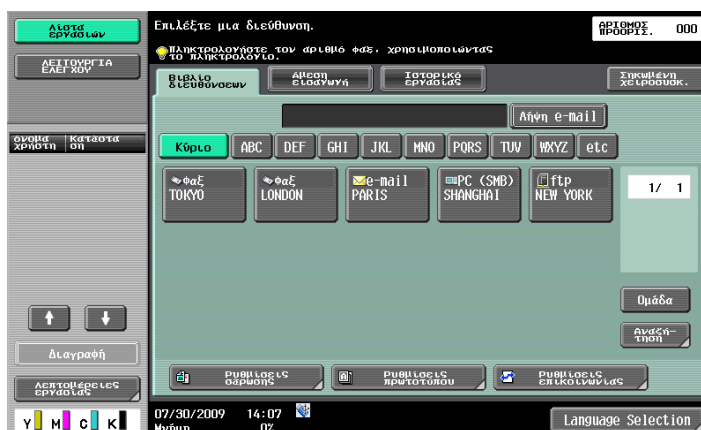 Λίστα εργασιών
ΛΕΙΤΟΥΡΓΙΑ ΕΛΕΓΧΟΥ
όνομα χρήστη
Κατάστα ση
Διαγραφή
Λεπτομέρειες εργασίας
Y M C K
Επιλέξτε μια διεύθυνση.
ΑΡΙΘΜΟΣ ΠΡΟΟΡΙΣ. 000
Πληκτρολογήστε τον αριθμό φαξ, χρησιμοποιώντας
το πληκτρολόγιο.
Βιβλίο διευθύνσεων
Άμεση εισαγωγή
Ιστορικό εργασίας
Σηκωμένη χειροσυσκ.
Λήψη e-mail
Κύριο ABC DEF GHI JKL MNO PQRS TUV WXYZ etc
φαξ TOKYO
φαξ LONDON
e-mail PARIS
PC (SMB) SHANGHAI
ftp NEW YORK
1/ 1
Ομάδα
Αναζή-
τηση
Ρυθμίσεις σάρωσης
Ρυθμίσεις πρωτοτύπου
Ρυθμίσεις επικοινωνίας
07/30/2009 14:07
Μνήμη 0%
Language Selection